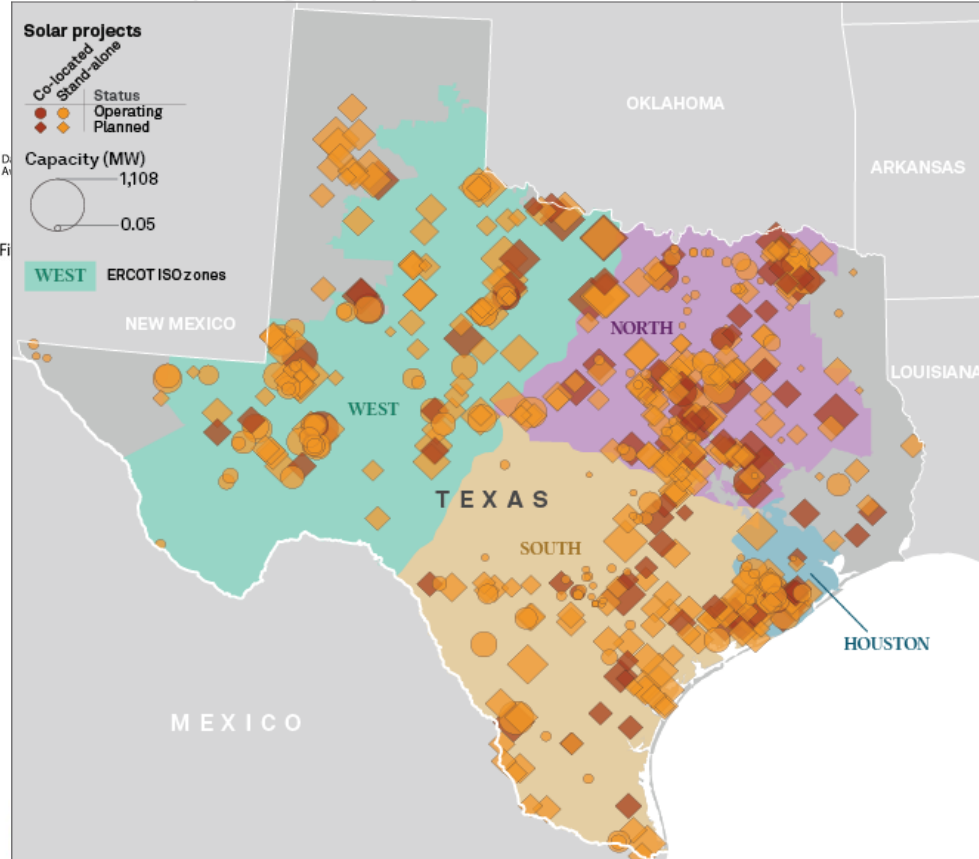 Solar projects
Co-located
Stand-alone
Status
Operating
Planned
Capacity (MW)
1,108
0.05
WEST ERCOT ISO zones
Fi
OKLAHOMA
ARKANSAS
NEW MEXICO
NORTH
LOUISIANA
WEST
TEXAS
SOUTH
HOUSTON
MEXICO